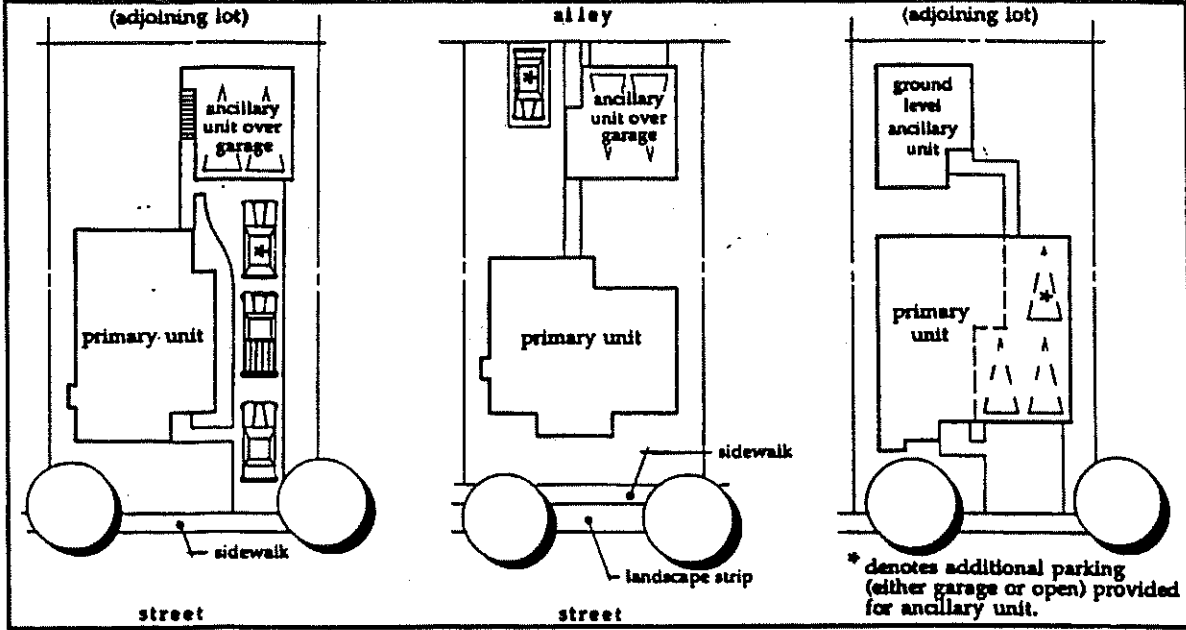 (adjoining lot)
ancillary
unit over
garage
*
primary unit
sidewalk
street
alley
*
ancillary
unit over
garage
primary unit
sidewalk
landscape strip
street
(adjoining lot)
ground
level
ancillary
unit
*
primary
unit
* denotes additional parking
(either garage or open) provided
for ancillary unit.